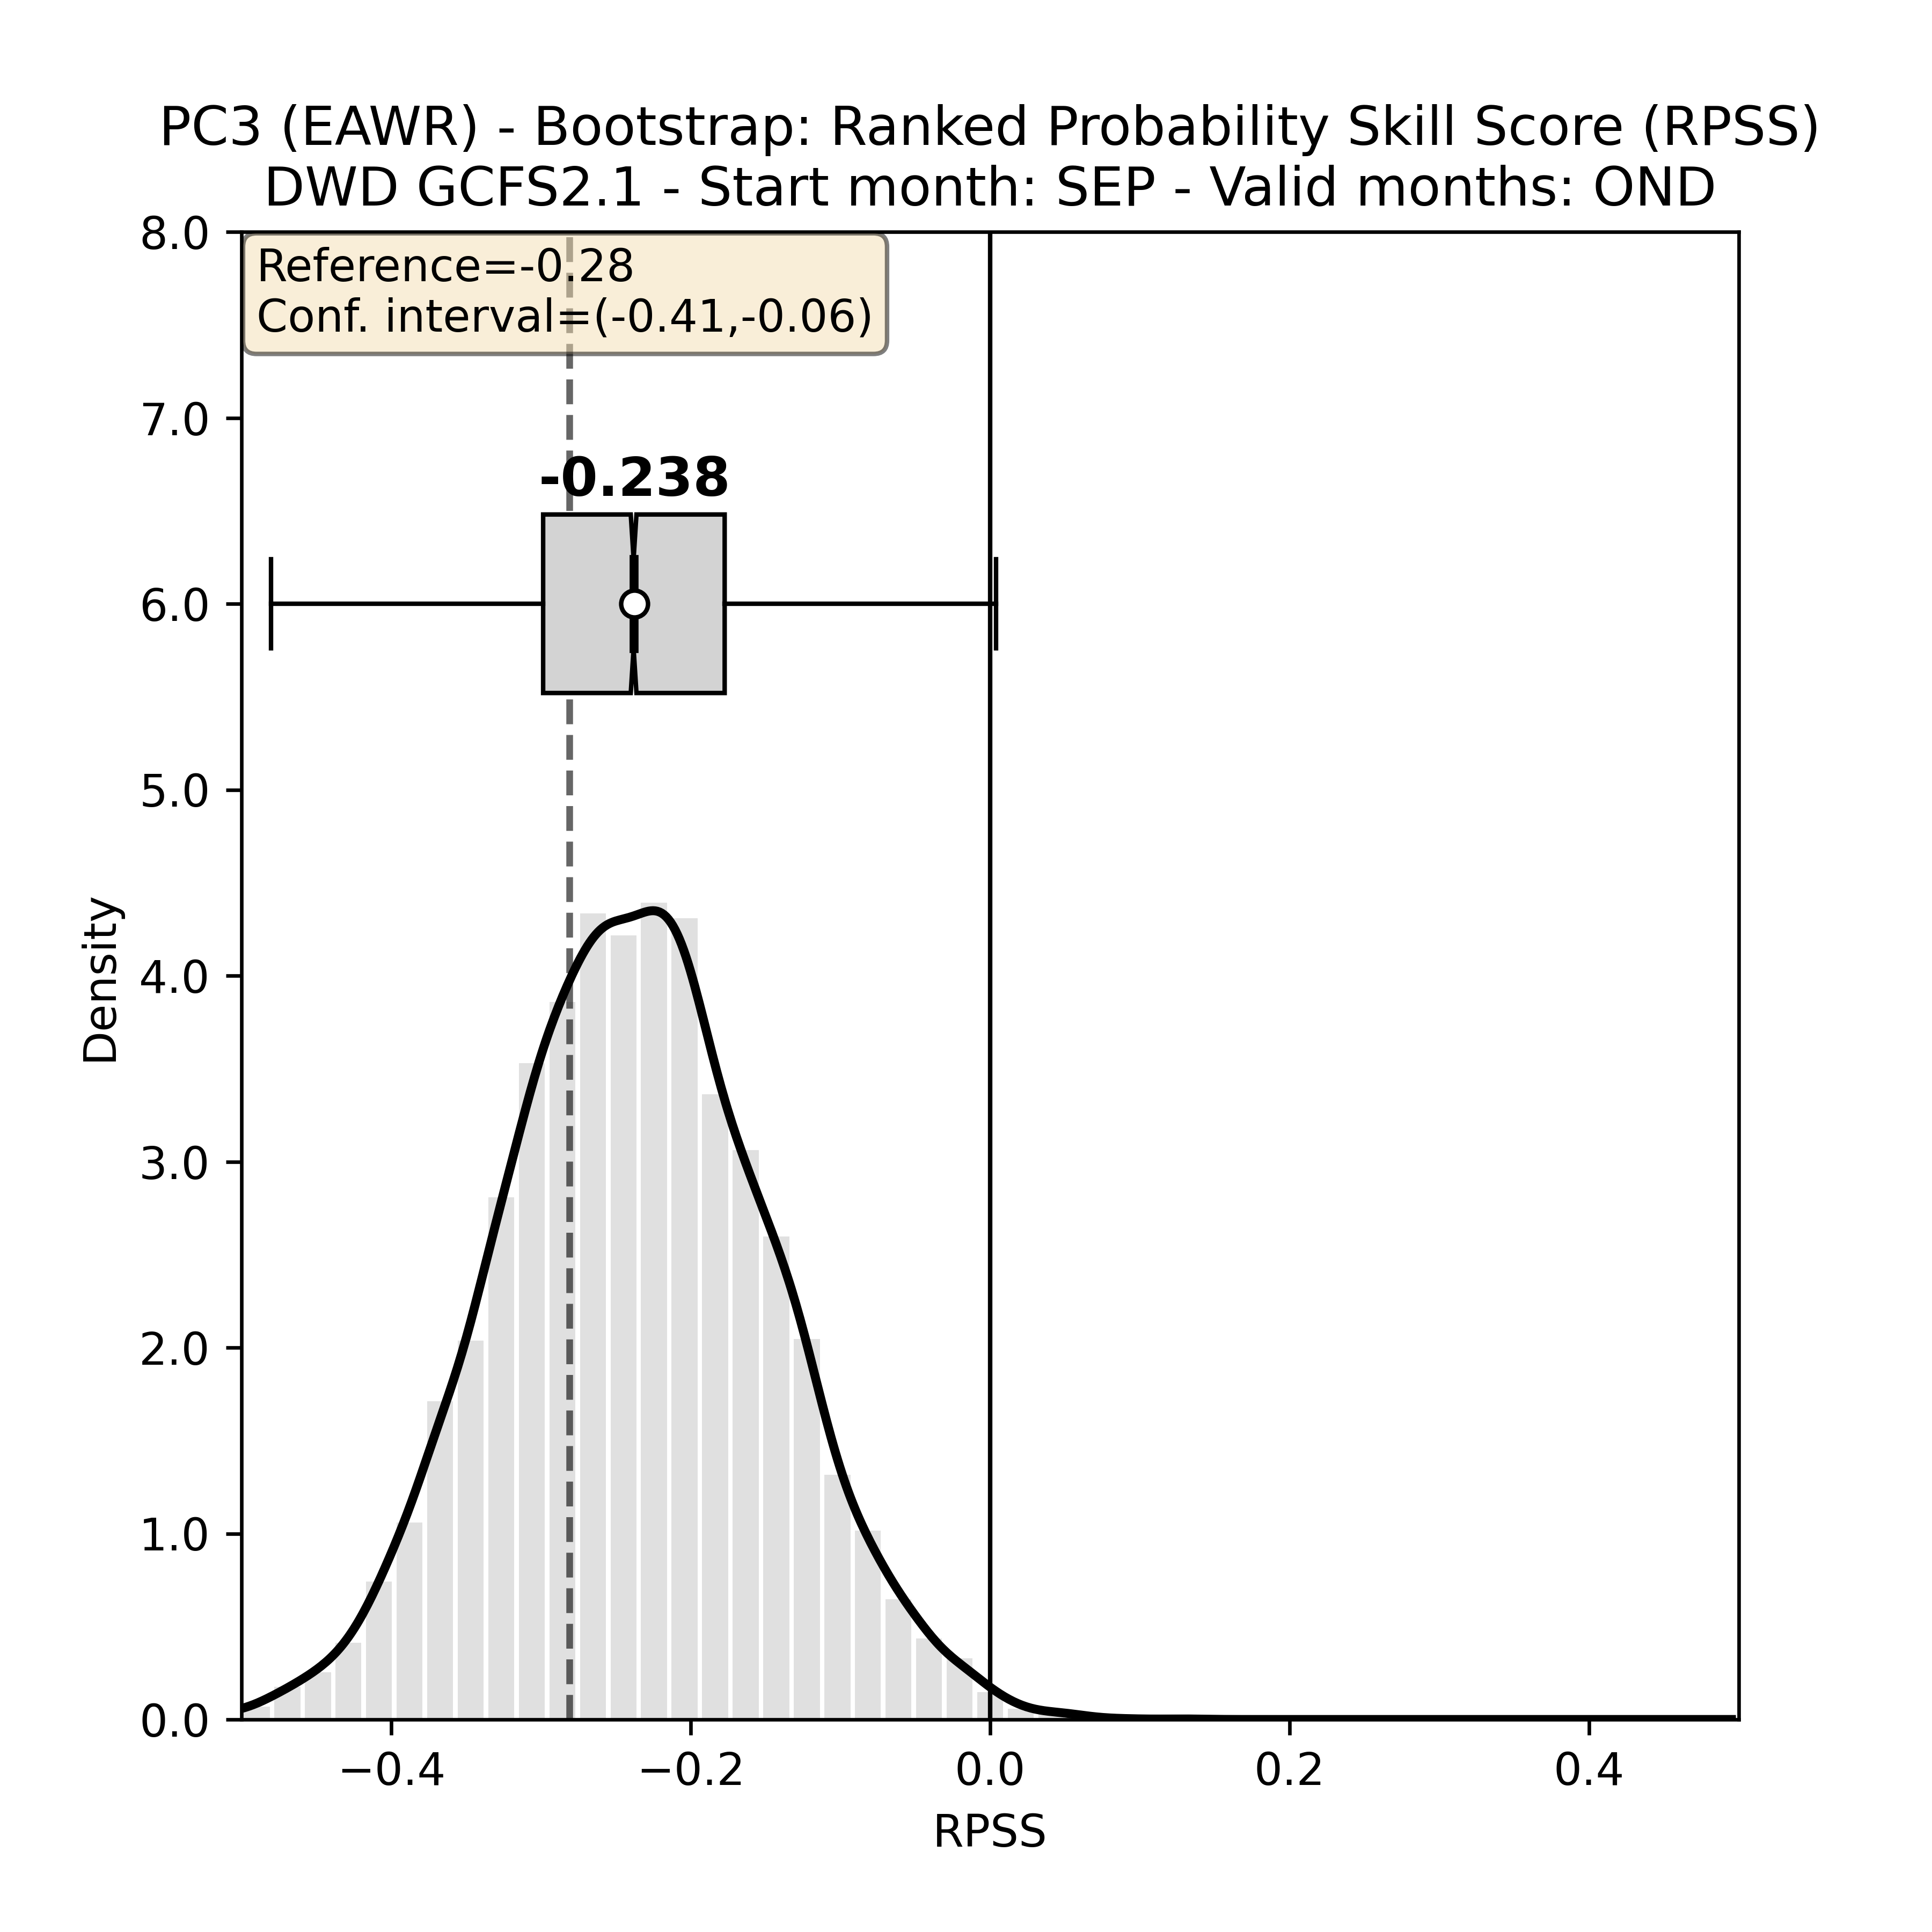 PC3 (EAWR) - Bootstrap: Ranked Probability Skill Score (RPSS)
DWD GCFS2.1 - Start month: SEP - Valid months: OND
8.0
Reference=-0.28
Conf. interval=(-0.41,-0.06)
7.0
-0.238
6.0
5.0
Density
4.0
3.0
2.0
1.0
0.0
−0.4 −0.2 0.0 0.2 0.4
RPSS